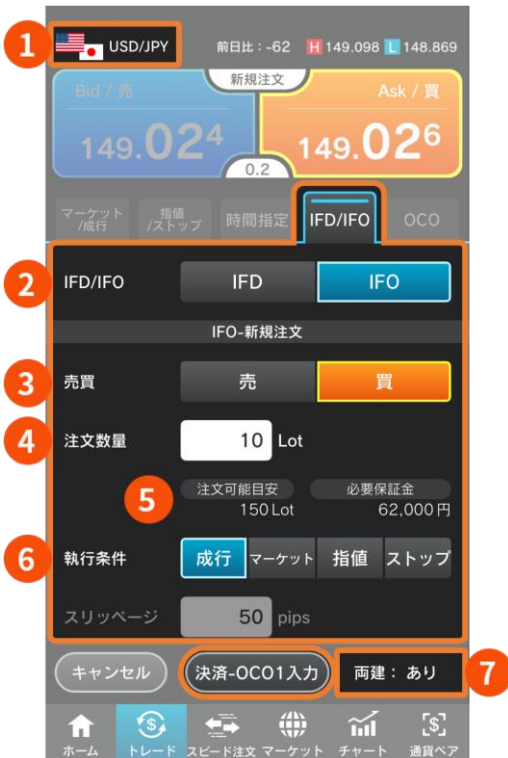 1
USD/JPY 前日比：-62 H 149.098 L 148.869
新規注文
Bid / 売 Ask / 買
149.024 149.026
0.2
マーケット/成行 指値/ストップ 時間指定 IFD/IFO OCO
2 IFD/IFO IFD IFO
IFO-新規注文
3 売買 売 買
4 注文数量 10 Lot
5 注文可能目安 必要保証金
150 Lot 62,000 円
6 執行条件 成行 マーケット 指値 ストップ
スリッページ 50 pips
キャンセル 決済-OCO1入力 両建： あり 7
ホーム トレード スピード注文 マーケット チャート 通貨ペア